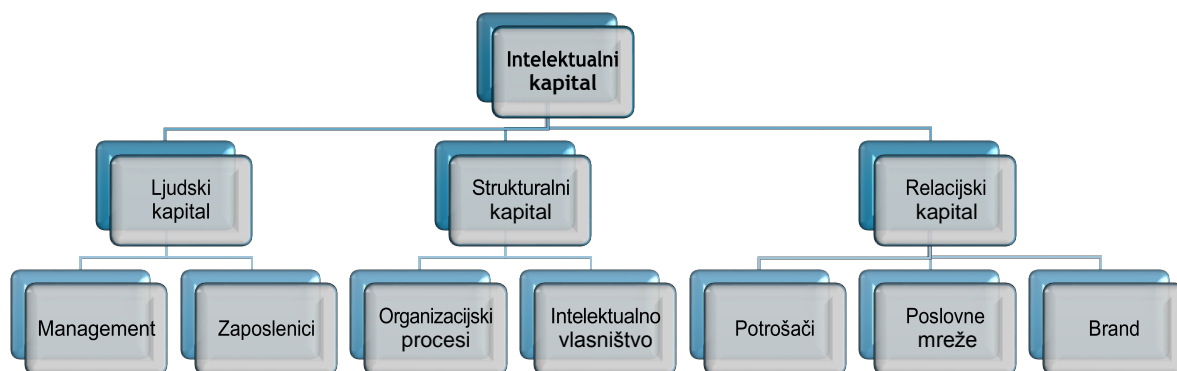 Intelektualni
kapital
Ljudski
kapital
Strukturalni
kapital
Relacijski
kapital
Management
Zaposlenici
Organizacijski
procesi
Intelektualno
vlasništvo
Potrošači
Poslovne
mreže
Brand